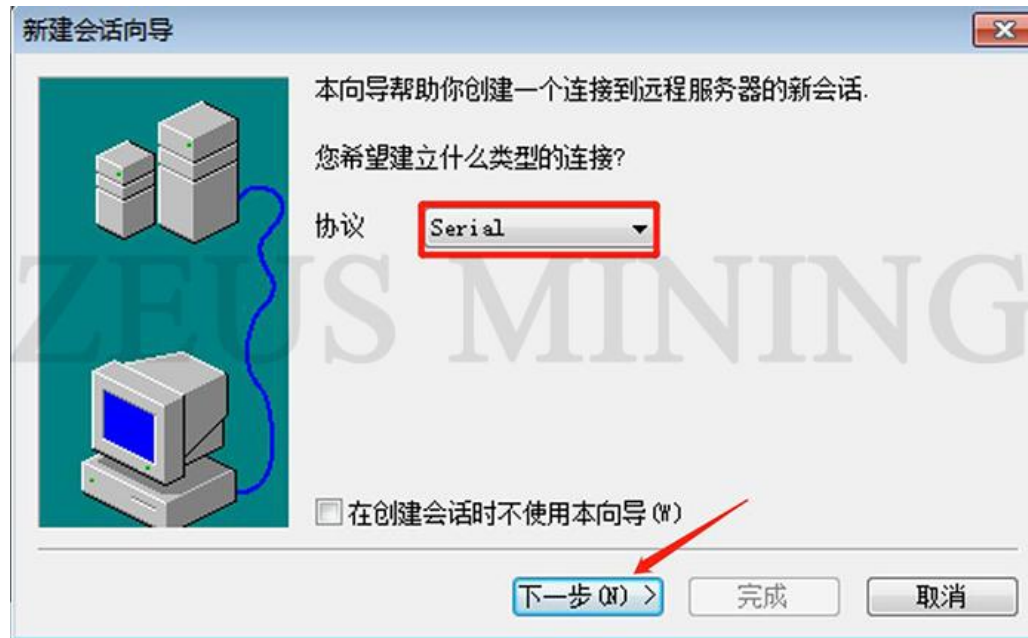 新建会话向导
本向导帮助你创建一个连接到远程服务器的新会话.
您希望建立什么类型的连接?
协议 Serial
ZEUS MINING
在创建会话时不使用本向导(W)
下一步(N) > 完成 取消